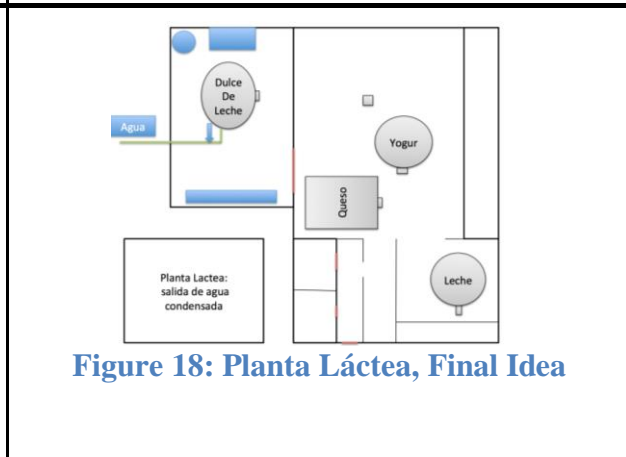 Dulce
De
Leche
Agua
Yogur
Queso
Planta Lactea:
salida de agua
condensada
Leche
Figure 18: Planta Láctea, Final Idea